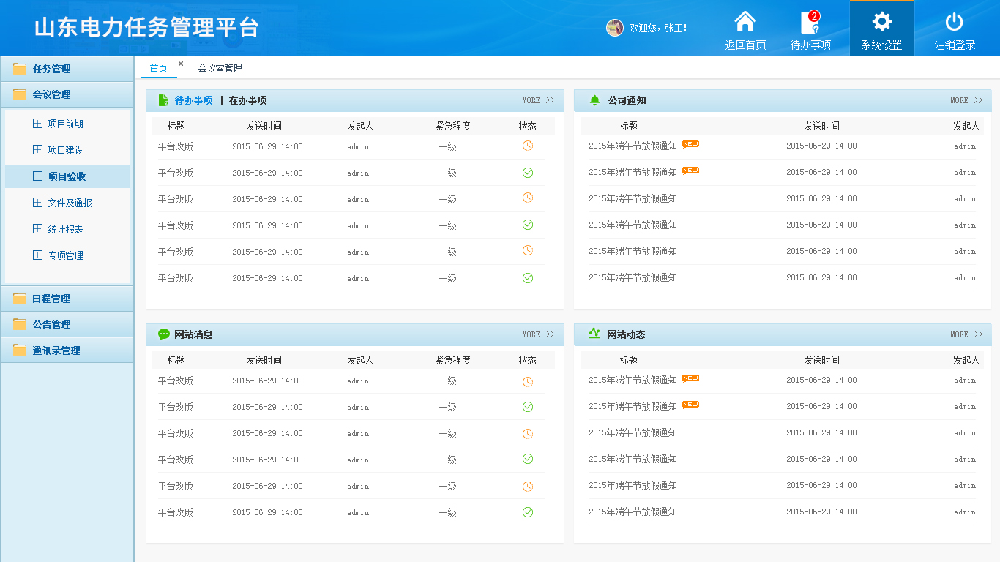 山东电力任务管理平台
欢迎您，张工！
返回首页
2
待办事项
系统设置
注销登录
任务管理
会议管理
项目前期
项目建设
项目验收
文件及通报
统计报表
专项管理
日程管理
公告管理
通讯录管理
首页 ×
会议室管理
待办事项 | 在办事项 MORE >>
标题 发送时间 发起人 紧急程度 状态
平台改版 2015-06-29 14:00 admin 一级
平台改版 2015-06-29 14:00 admin 一级
平台改版 2015-06-29 14:00 admin 一级
平台改版 2015-06-29 14:00 admin 一级
平台改版 2015-06-29 14:00 admin 一级
平台改版 2015-06-29 14:00 admin 一级
公司通知 MORE >>
标题 发送时间 发起人
2015年端午节放假通知 NEW 2015-06-29 14:00 admin
2015年端午节放假通知 NEW 2015-06-29 14:00 admin
2015年端午节放假通知 2015-06-29 14:00 admin
2015年端午节放假通知 2015-06-29 14:00 admin
2015年端午节放假通知 2015-06-29 14:00 admin
2015年端午节放假通知 2015-06-29 14:00 admin
网站消息 MORE >>
标题 发送时间 发起人 紧急程度 状态
平台改版 2015-06-29 14:00 admin 一级
平台改版 2015-06-29 14:00 admin 一级
平台改版 2015-06-29 14:00 admin 一级
平台改版 2015-06-29 14:00 admin 一级
平台改版 2015-06-29 14:00 admin 一级
平台改版 2015-06-29 14:00 admin 一级
网站动态 MORE >>
标题 发送时间 发起人
2015年端午节放假通知 NEW 2015-06-29 14:00 admin
2015年端午节放假通知 NEW 2015-06-29 14:00 admin
2015年端午节放假通知 2015-06-29 14:00 admin
2015年端午节放假通知 2015-06-29 14:00 admin
2015年端午节放假通知 2015-06-29 14:00 admin
2015年端午节放假通知 2015-06-29 14:00 admin